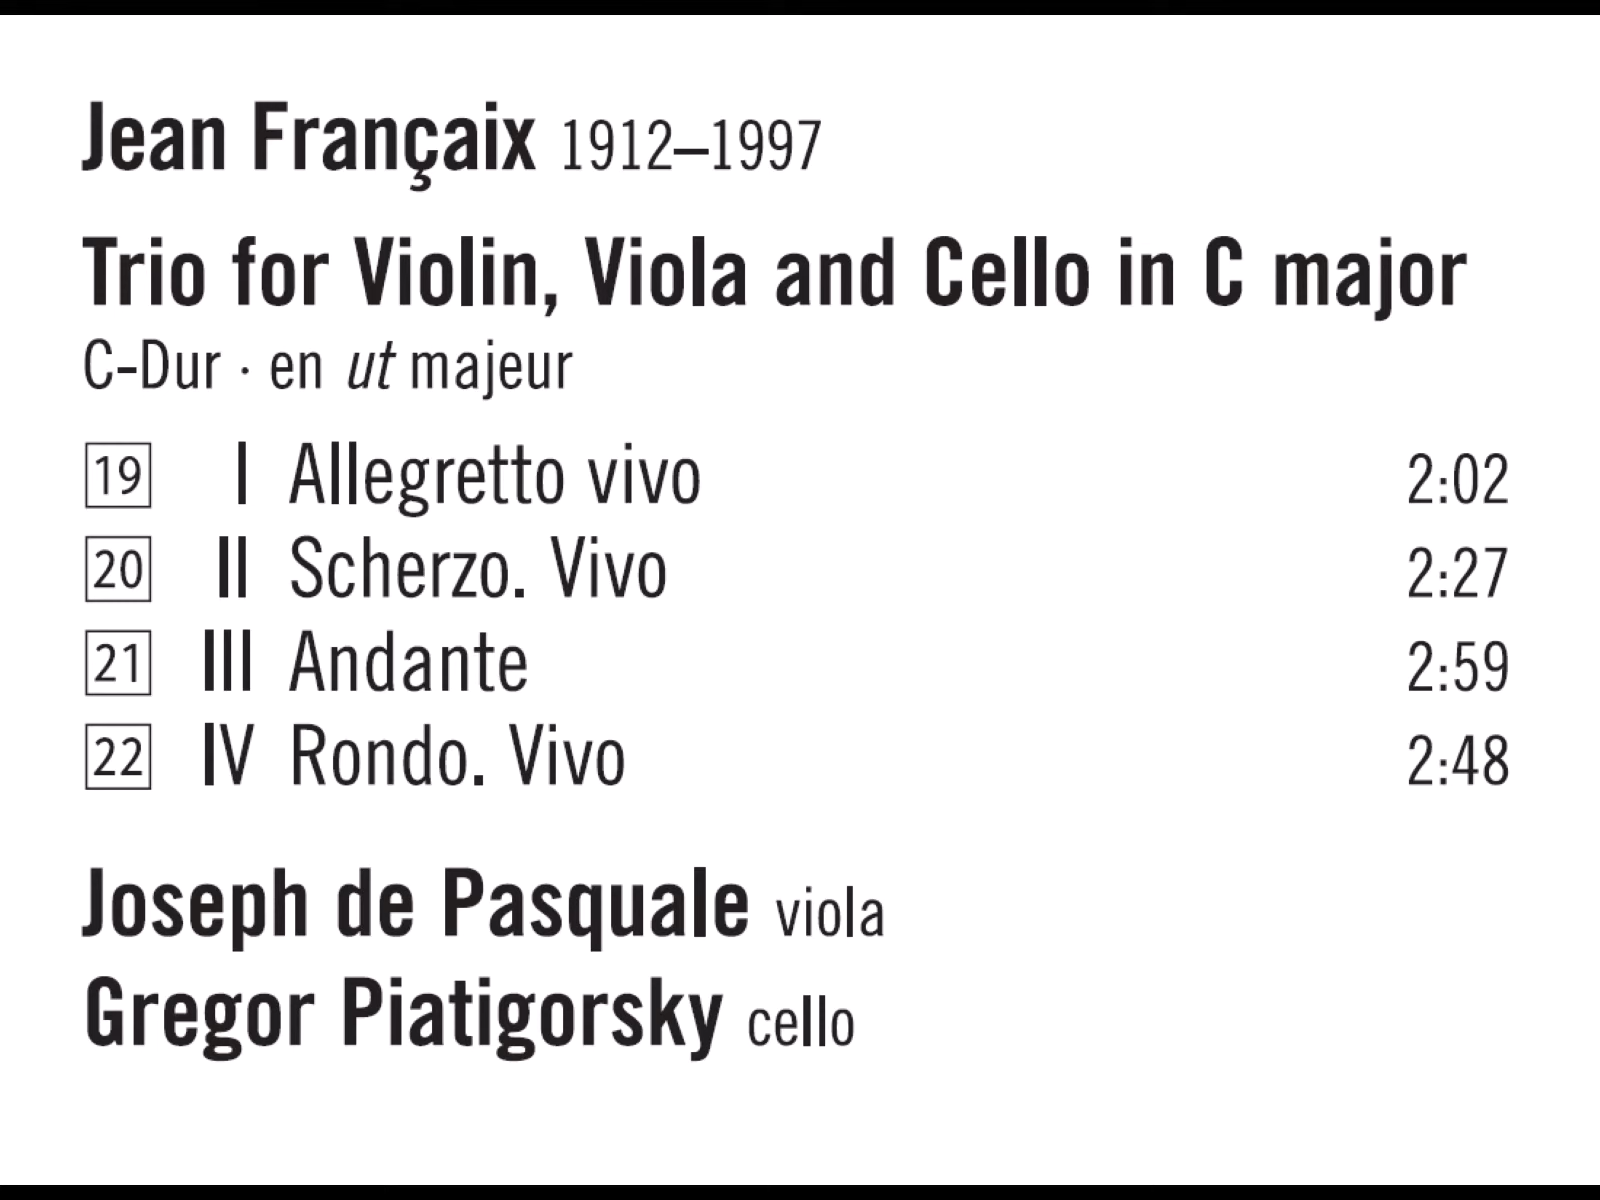 Jean Françaix 1912–1997
Trio for Violin, Viola and Cello in C major
C-Dur · en ut majeur
19 I Allegretto vivo 2:02
20 II Scherzo. Vivo 2:27
21 III Andante 2:59
22 IV Rondo. Vivo 2:48
Joseph de Pasquale viola
Gregor Piatigorsky cello